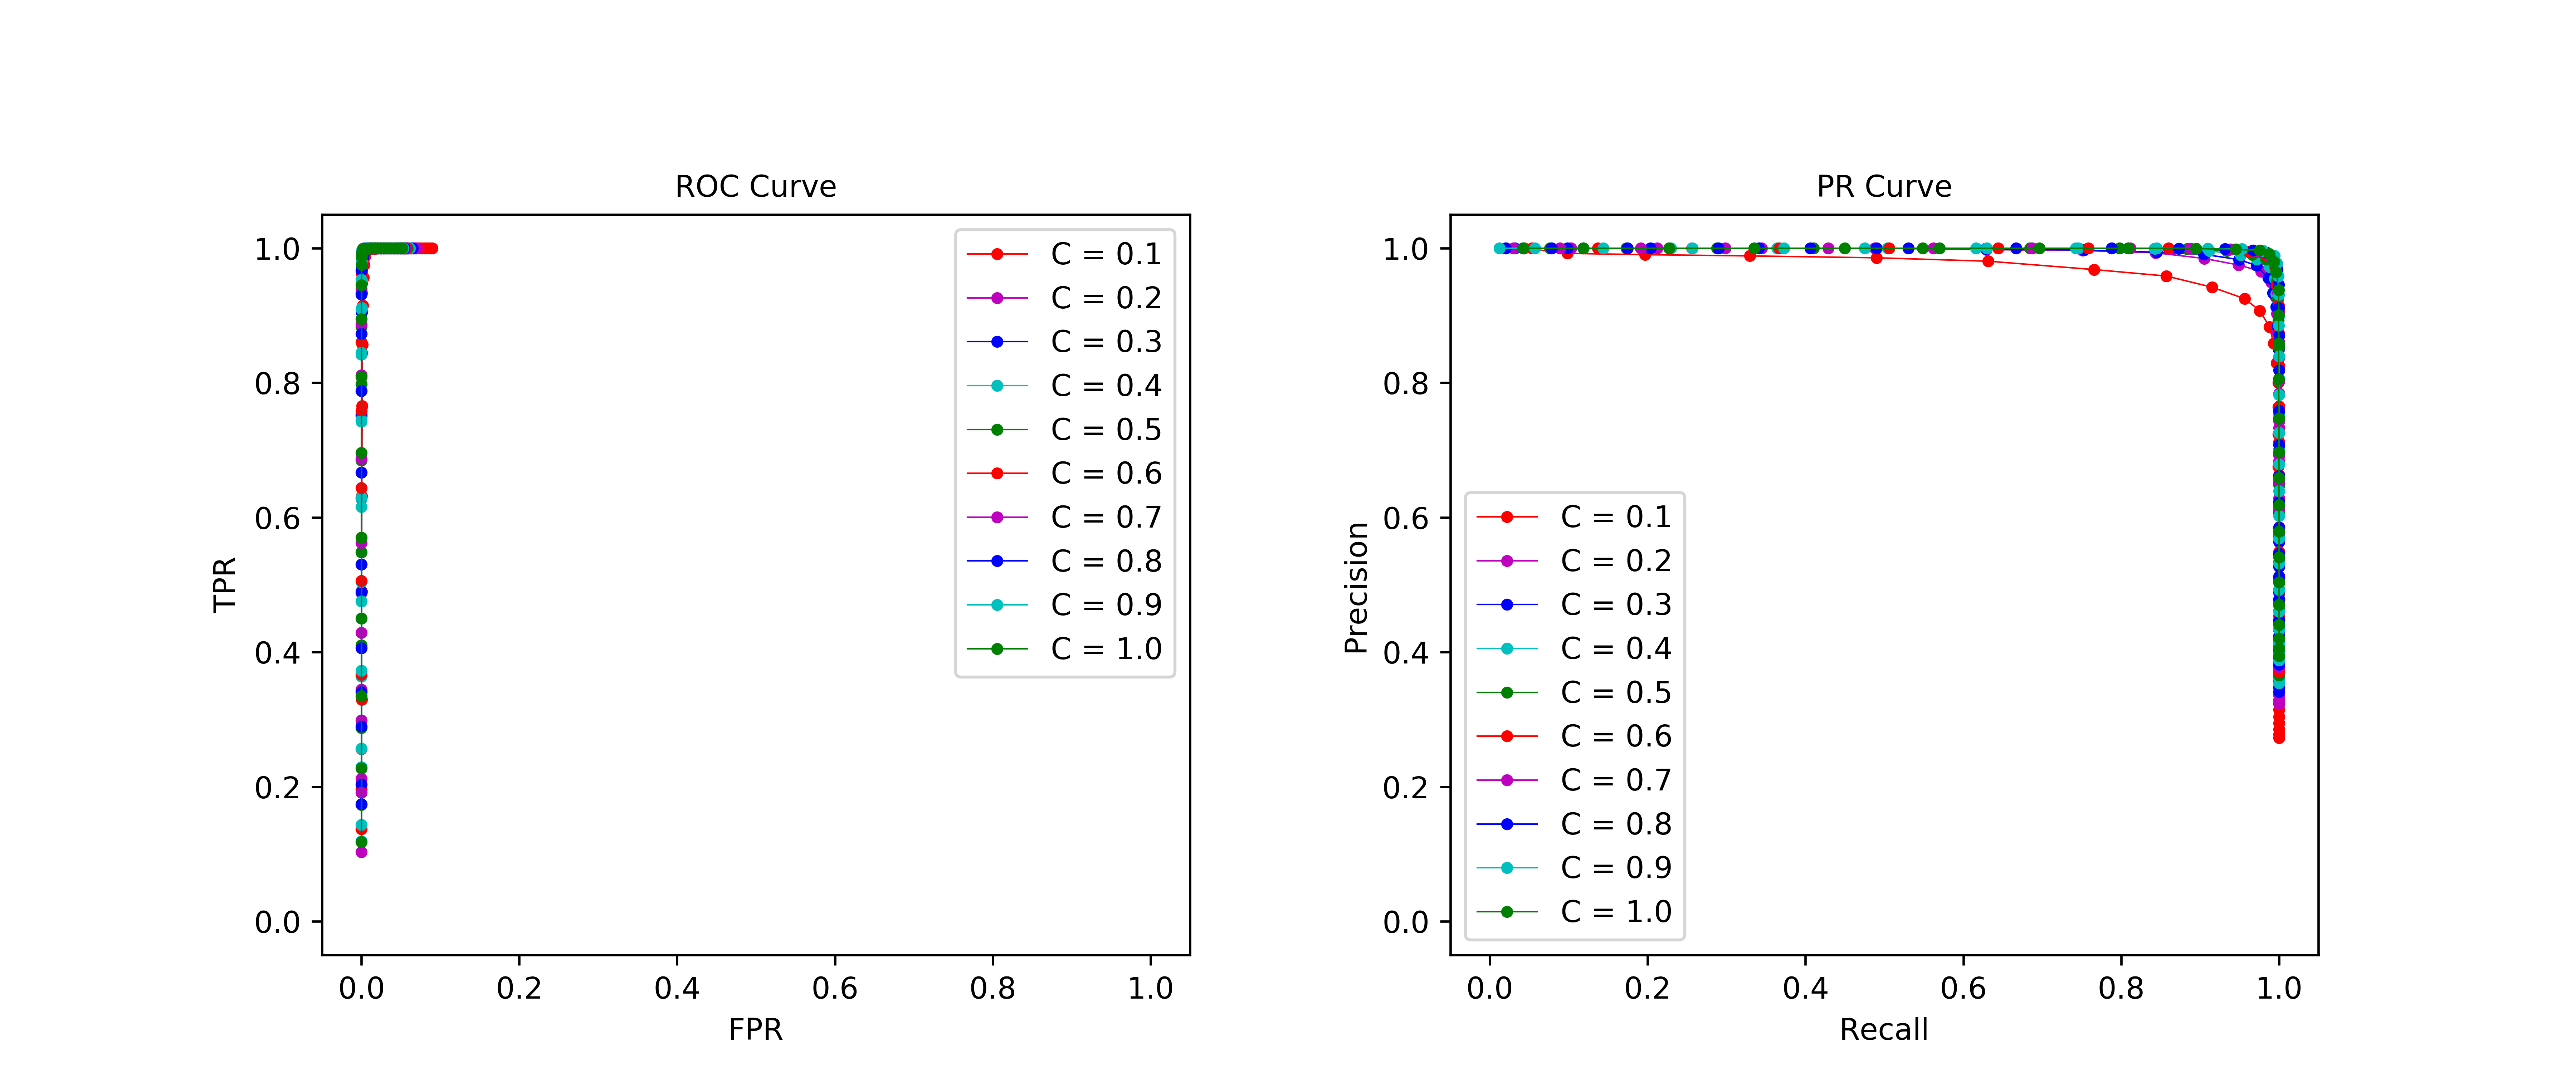 ROC Curve
1.0
0.8
0.6
0.4
0.2
0.0
TPR
0.0 0.2 0.4 0.6 0.8 1.0
FPR
C = 0.1
C = 0.2
C = 0.3
C = 0.4
C = 0.5
C = 0.6
C = 0.7
C = 0.8
C = 0.9
C = 1.0
PR Curve
1.0
0.8
0.6
0.4
0.2
0.0
Precision
0.0 0.2 0.4 0.6 0.8 1.0
Recall
C = 0.1
C = 0.2
C = 0.3
C = 0.4
C = 0.5
C = 0.6
C = 0.7
C = 0.8
C = 0.9
C = 1.0